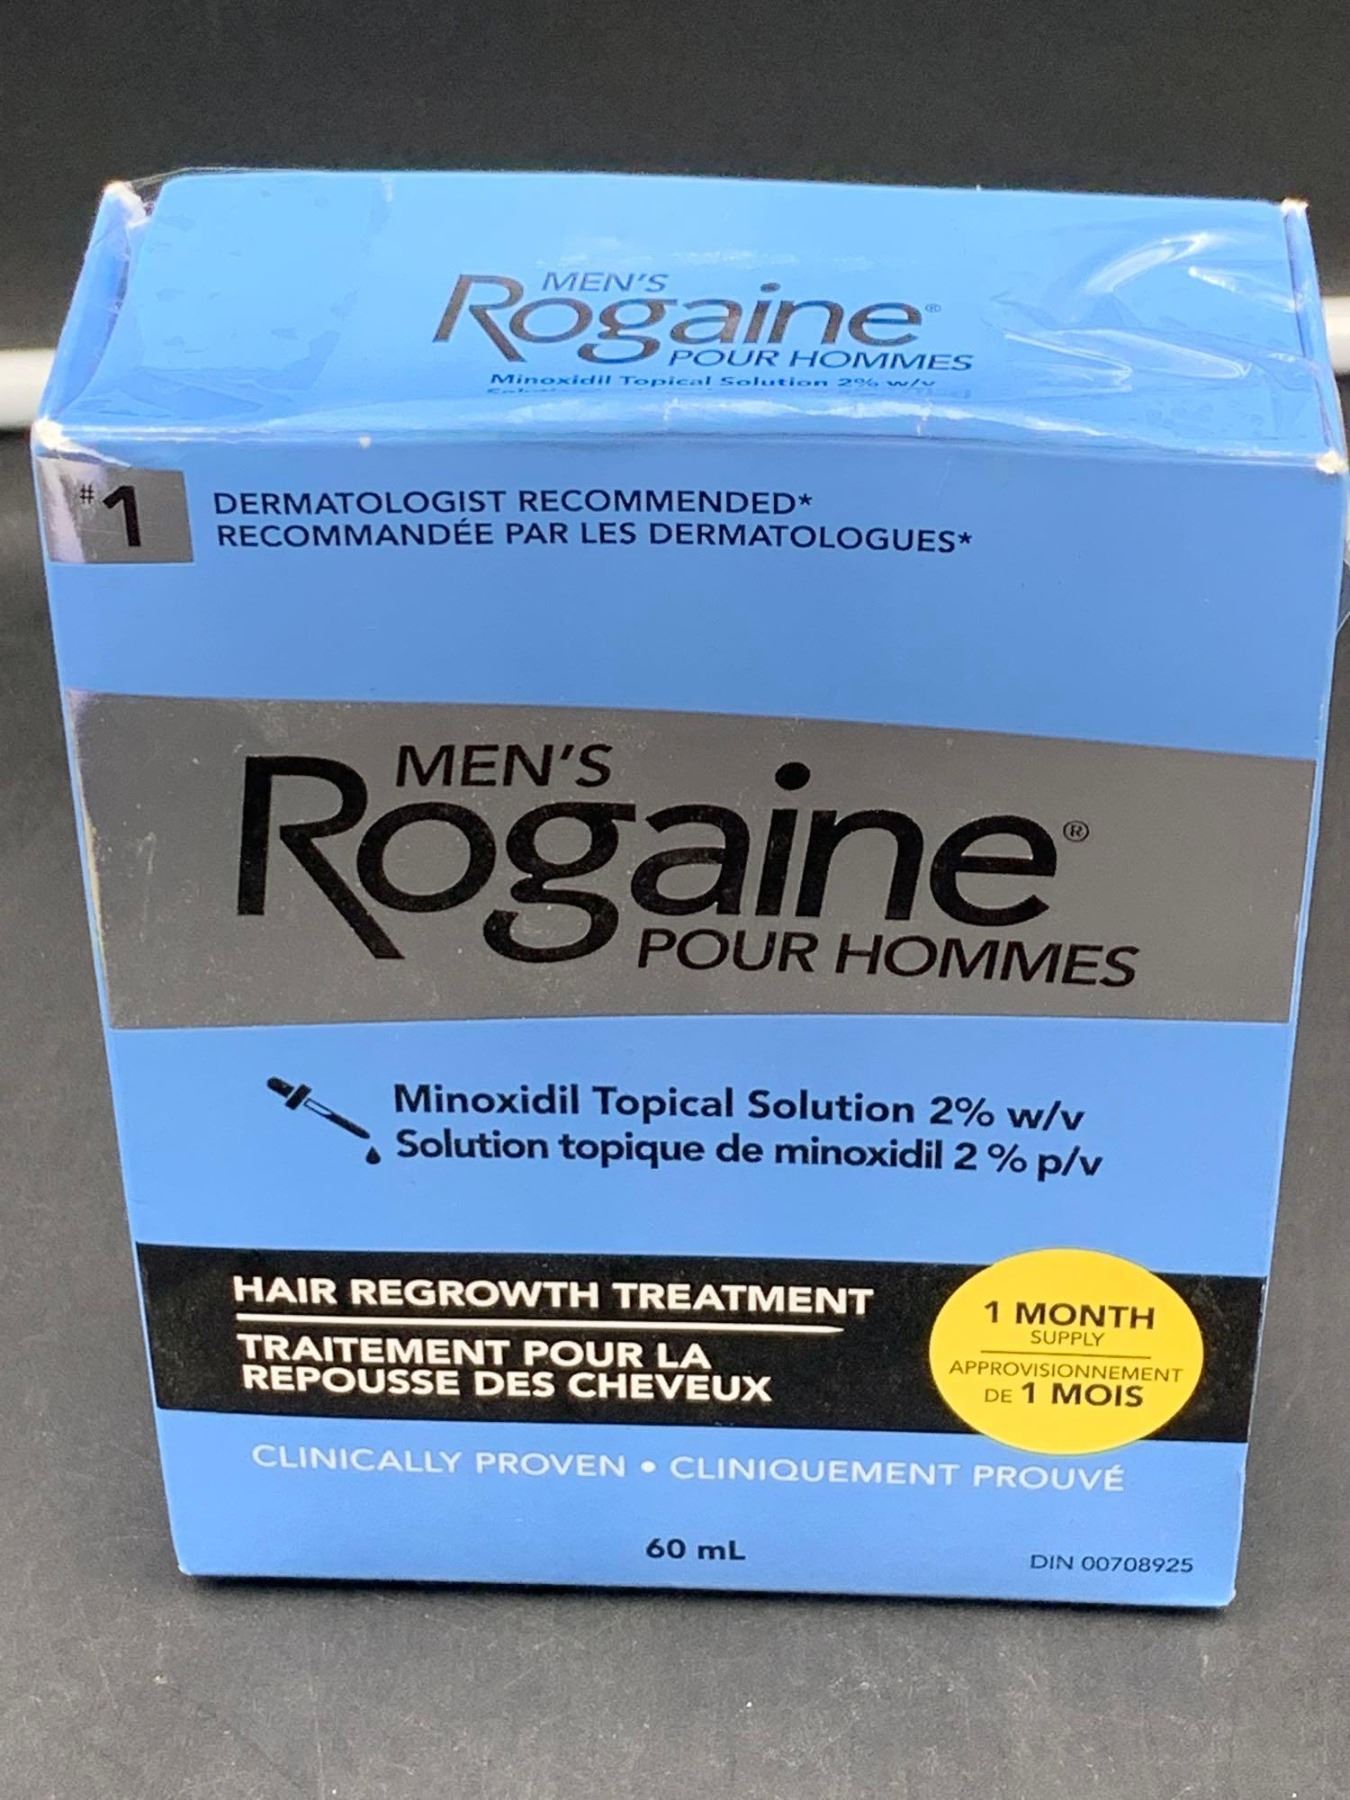 MEN'S
Rogaine®
POUR HOMMES
Minoxidil Topical Solution 2% w/v
#1
DERMATOLOGIST RECOMMENDED*
RECOMMANDÉE PAR LES DERMATOLOGUES*
MEN'S
Rogaine®
POUR HOMMES
Minoxidil Topical Solution 2% w/v
Solution topique de minoxidil 2 % p/v
HAIR REGROWTH TREATMENT
TRAITEMENT POUR LA
REPOUSSE DES CHEVEUX
1 MONTH
SUPPLY
APPROVISIONNEMENT
DE 1 MOIS
CLINICALLY PROVEN • CLINIQUEMENT PROUVÉ
60 mL
DIN 00708925